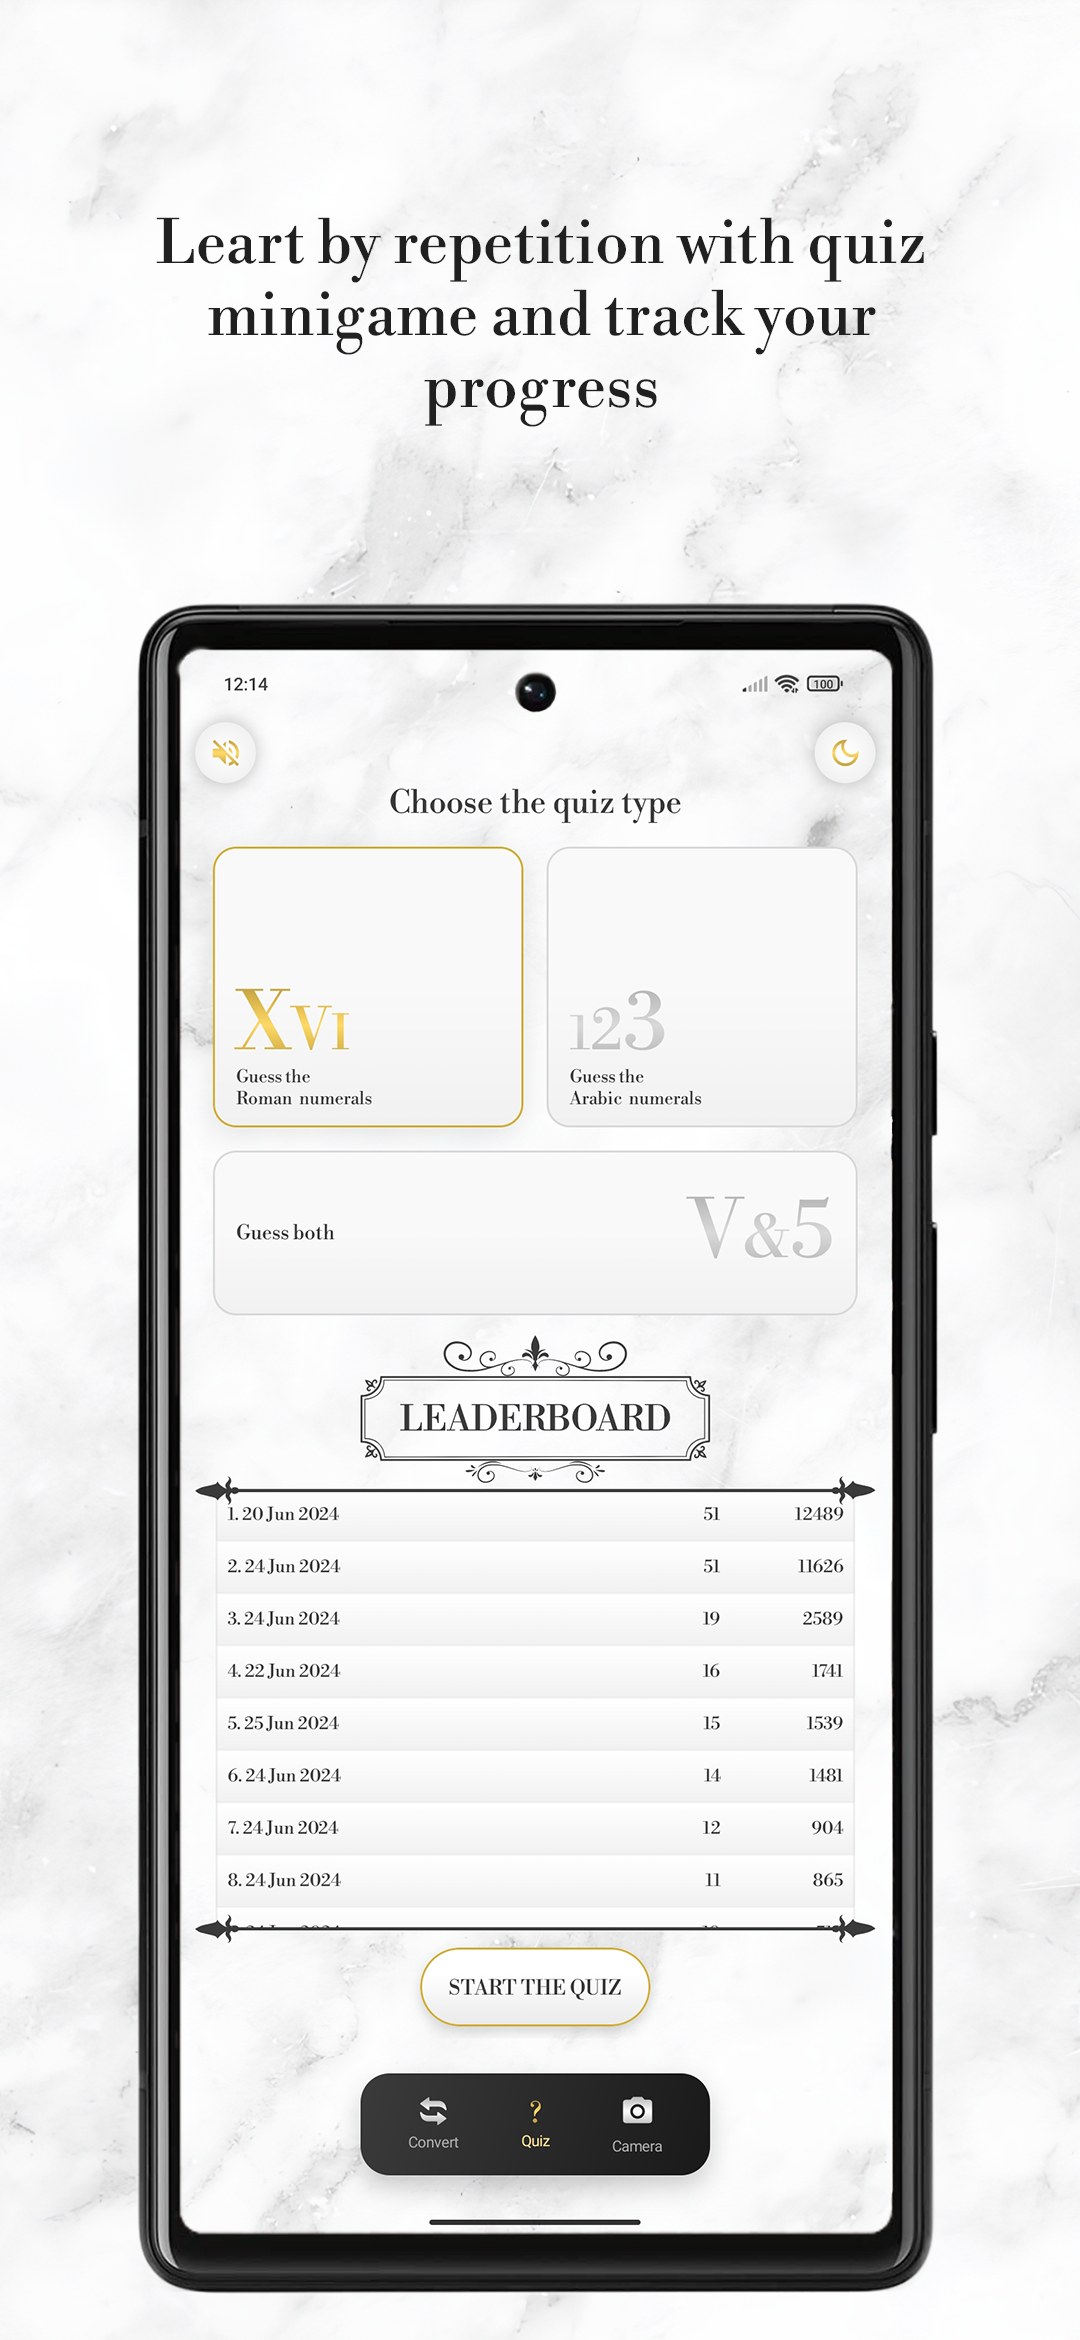 Leart by repetition with quiz
minigame and track your
progress
12:14
100
Choose the quiz type
XVI
Guess the
Roman numerals
123
Guess the
Arabic numerals
Guess both
V&5
LEADERBOARD
1. 20 Jun 2024 51 12489
2. 24 Jun 2024 51 11626
3. 24 Jun 2024 19 2589
4. 22 Jun 2024 16 1741
5. 25 Jun 2024 15 1539
6. 24 Jun 2024 14 1481
7. 24 Jun 2024 12 904
8. 24 Jun 2024 11 865
START THE QUIZ
?
Convert Quiz Camera